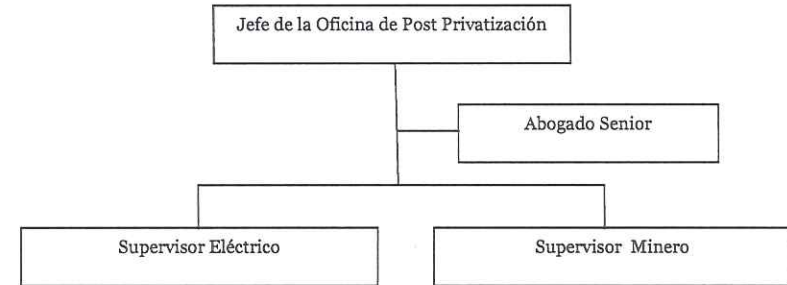 Jefe de la Oficina de Post Privatización
Abogado Senior
Supervisor Eléctrico
Supervisor Minero